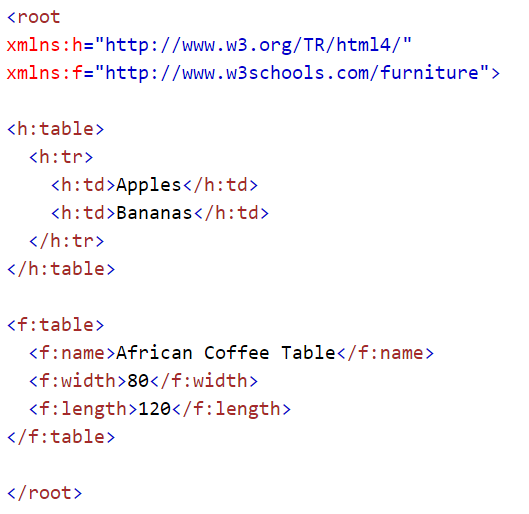 <root
xmlns:h="http://www.w3.org/TR/html4/"
xmlns:f="http://www.w3schools.com/furniture">
<h:table>
<h:tr>
<h:td>Apples</h:td>
<h:td>Bananas</h:td>
</h:tr>
</h:table>
<f:table>
<f:name>African Coffee Table</f:name>
<f:width>80</f:width>
<f:length>120</f:length>
</f:table>
</root>